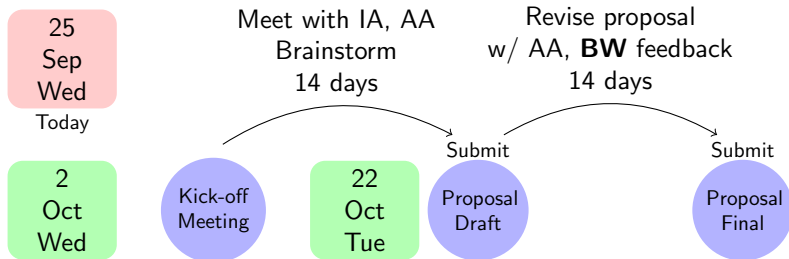 25
Sep
Wed
Today
Meet with IA, AA
Brainstorm
14 days
Revise proposal
w/ AA, BW feedback
14 days
2
Oct
Wed
Kick-off
Meeting
22
Oct
Tue
Submit
Proposal
Draft
Submit
Proposal
Final